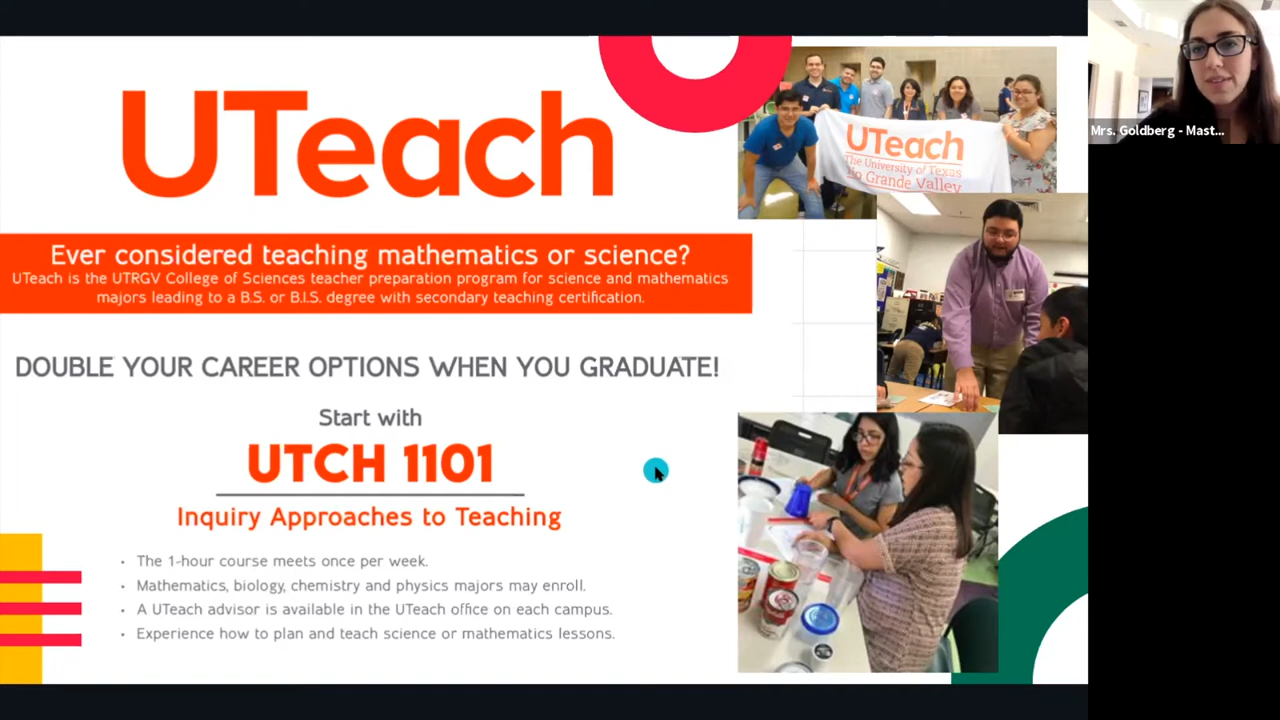 UTeach
Ever considered teaching mathematics or science?
UTeach is the UTRGV College of Sciences teacher preparation program for science and mathematics
majors leading to a B.S. or B.I.S. degree with secondary teaching certification.
DOUBLE YOUR CAREER OPTIONS WHEN YOU GRADUATE!
Start with
UTCH 1101
Inquiry Approaches to Teaching
• The 1-hour course meets once per week.
• Mathematics, biology, chemistry and physics majors may enroll.
• A UTeach advisor is available in the UTeach office on each campus.
• Experience how to plan and teach science or mathematics lessons.
UTeach
The University of Texas
Rio Grande Valley
Mrs. Goldberg - Mast...